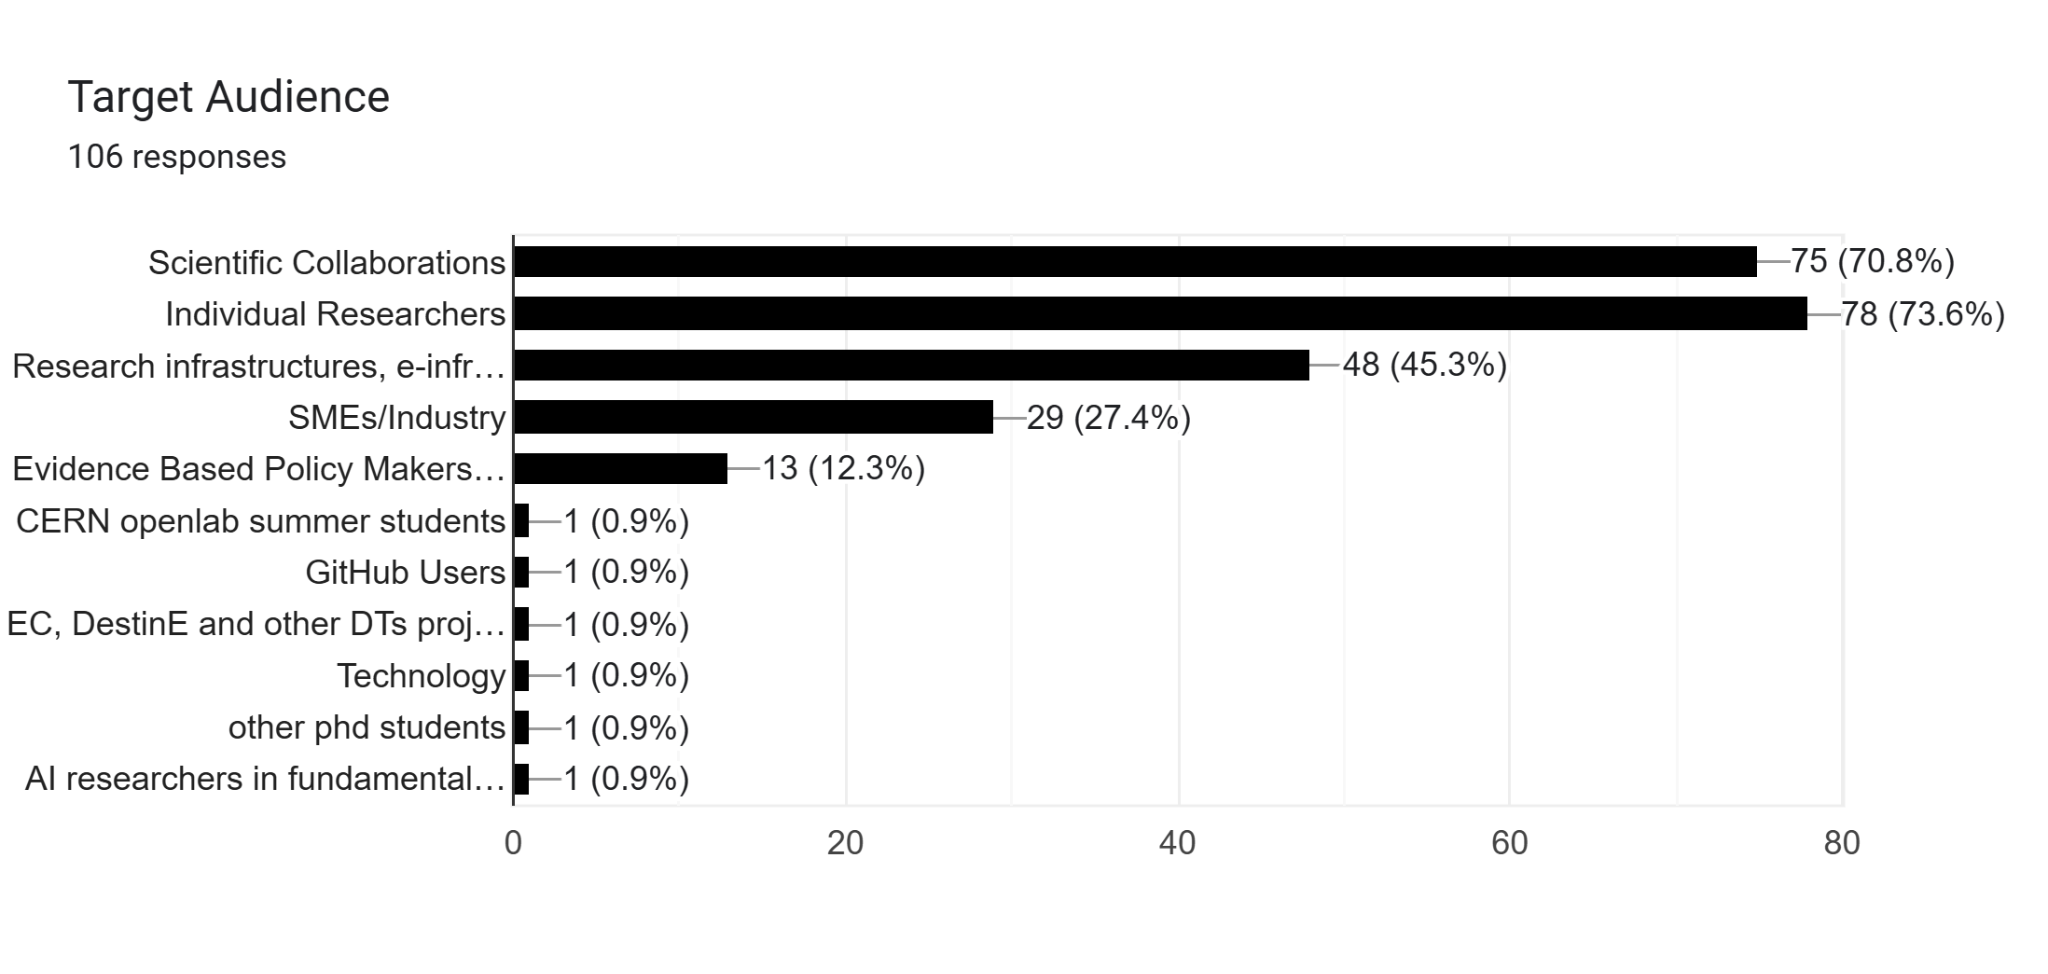 Target Audience
106 responses
Scientific Collaborations 75 (70.8%)
Individual Researchers 78 (73.6%)
Research infrastructures, e-infr… 48 (45.3%)
SMEs/Industry 29 (27.4%)
Evidence Based Policy Makers… 13 (12.3%)
CERN openlab summer students 1 (0.9%)
GitHub Users 1 (0.9%)
EC, DestinE and other DTs proj… 1 (0.9%)
Technology 1 (0.9%)
other phd students 1 (0.9%)
AI researchers in fundamental… 1 (0.9%)
0 20 40 60 80